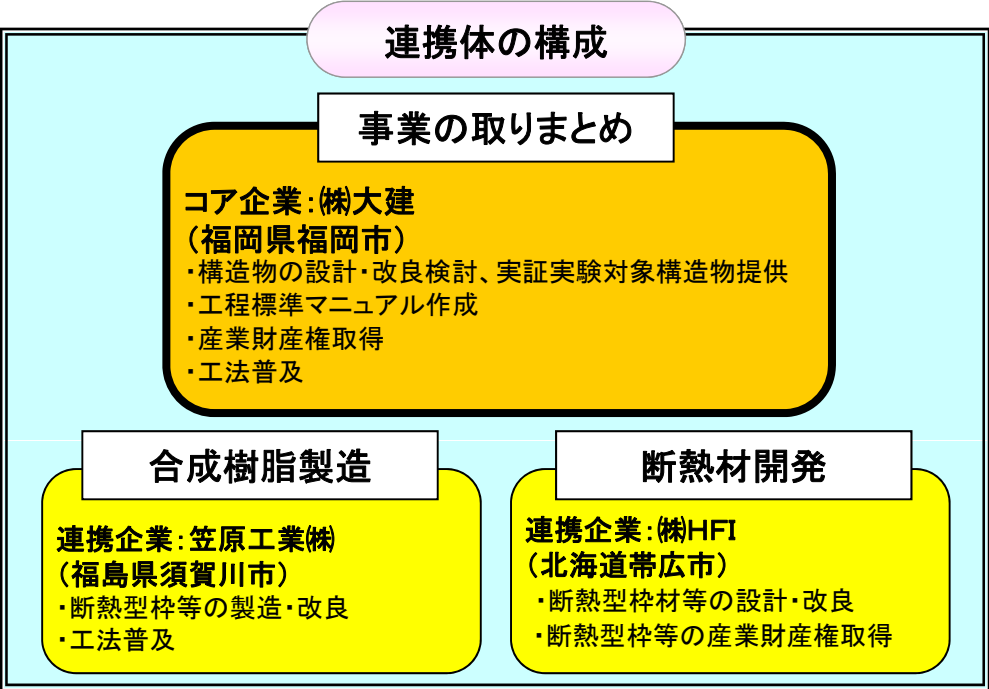 連携体の構成
事業の取りまとめ
コア企業：㈱大建
（福岡県福岡市）
・構造物の設計・改良検討、実証実験対象構造物提供
・工程標準マニュアル作成
・産業財産権取得
・工法普及
合成樹脂製造
連携企業：笠原工業㈱
（福島県須賀川市）
・断熱型枠等の製造・改良
・工法普及
断熱材開発
連携企業：㈱HFI
（北海道帯広市）
・断熱型枠材等の設計・改良
・断熱型枠等の産業財産権取得